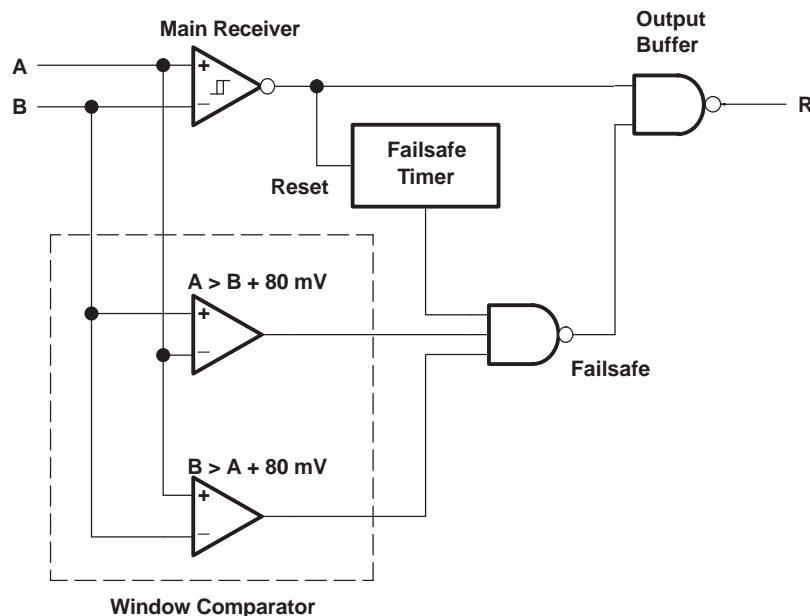 Main Receiver
Output
Buffer
A
+
_
B
R
Reset
Failsafe
Timer
A > B + 80 mV
+
_
Failsafe
B > A + 80 mV
+
_
Window Comparator